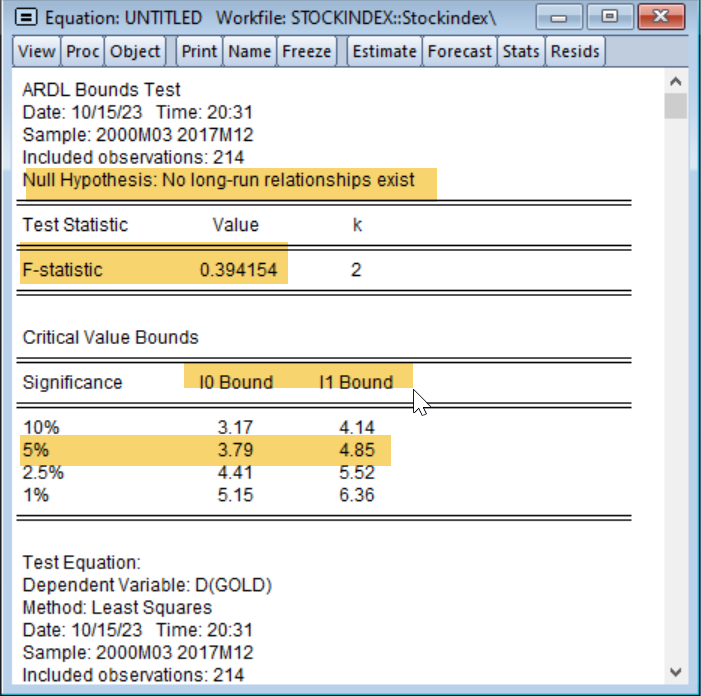 Equation: UNTITLED Workfile: STOCKINDEX::Stockindex\
View Proc Object Print Name Freeze Estimate Forecast Stats Resids
ARDL Bounds Test
Date: 10/15/23 Time: 20:31
Sample: 2000M03 2017M12
Included observations: 214
Null Hypothesis: No long-run relationships exist
Test Statistic Value k
F-statistic 0.394154 2
Critical Value Bounds
Significance I0 Bound I1 Bound
10% 3.17 4.14
5% 3.79 4.85
2.5% 4.41 5.52
1% 5.15 6.36
Test Equation:
Dependent Variable: D(GOLD)
Method: Least Squares
Date: 10/15/23 Time: 20:31
Sample: 2000M03 2017M12
Included observations: 214